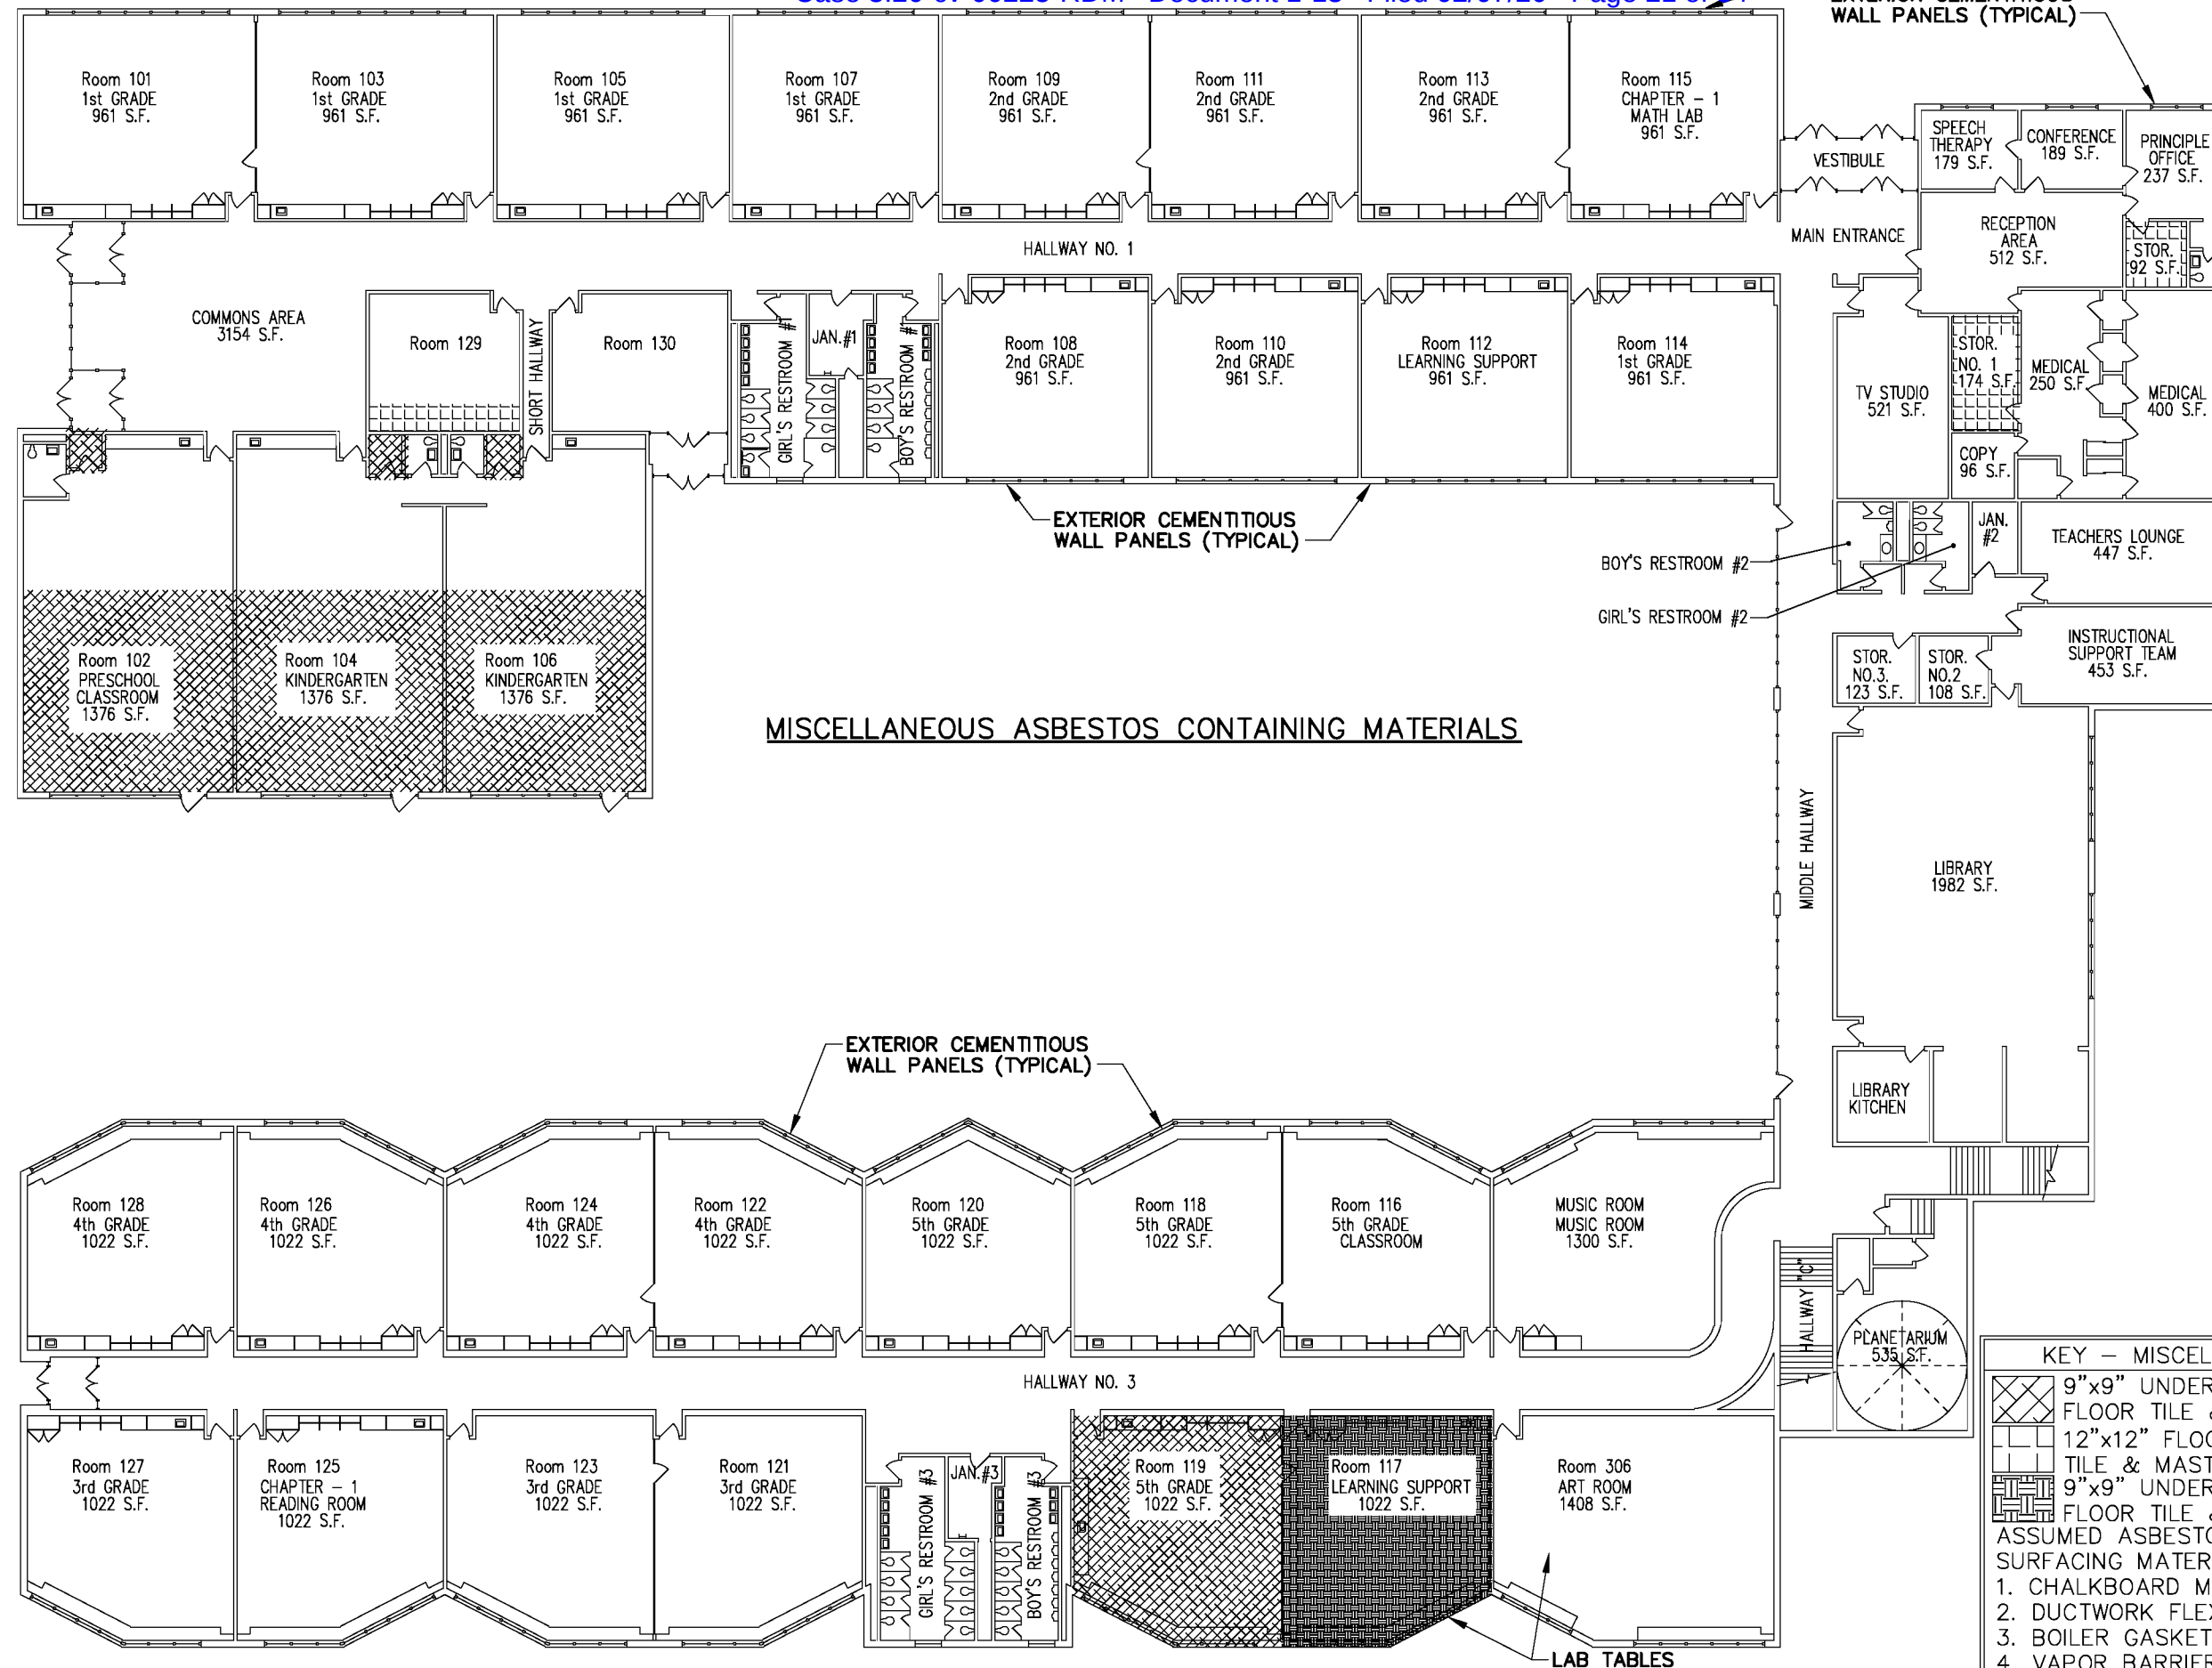 WALL PANELS (TYPICAL)
Room 101
1st GRADE
961 S.F.
Room 103
1st GRADE
961 S.F.
Room 105
1st GRADE
961 S.F.
Room 107
1st GRADE
961 S.F.
Room 109
2nd GRADE
961 S.F.
Room 111
2nd GRADE
961 S.F.
Room 113
2nd GRADE
961 S.F.
Room 115
CHAPTER – 1
MATH LAB
961 S.F.
VESTIBULE
SPEECH
THERAPY
179 S.F.
CONFERENCE
189 S.F.
PRINCIPLE
OFFICE
237 S.F.
HALLWAY NO. 1
MAIN ENTRANCE
RECEPTION
AREA
512 S.F.
STOR.
92 S.F.
COMMONS AREA
3154 S.F.
Room 129
SHORT HALLWAY
Room 130
GIRL'S RESTROOM #1
JAN.#1
BOY'S RESTROOM #1
Room 108
2nd GRADE
961 S.F.
Room 110
2nd GRADE
961 S.F.
Room 112
LEARNING SUPPORT
961 S.F.
Room 114
1st GRADE
961 S.F.
TV STUDIO
521 S.F.
STOR.
NO. 1
174 S.F.
MEDICAL
250 S.F.
MEDICAL
400 S.F.
COPY
96 S.F.
EXTERIOR CEMENTITIOUS
WALL PANELS (TYPICAL)
BOY'S RESTROOM #2
GIRL'S RESTROOM #2
JAN.
#2
TEACHERS LOUNGE
447 S.F.
INSTRUCTIONAL
SUPPORT TEAM
453 S.F.
STOR.
NO.3.
123 S.F.
STOR.
NO.2
108 S.F.
Room 102
PRESCHOOL
CLASSROOM
1376 S.F.
Room 104
KINDERGARTEN
1376 S.F.
Room 106
KINDERGARTEN
1376 S.F.
MISCELLANEOUS ASBESTOS CONTAINING MATERIALS
MIDDLE HALLWAY
LIBRARY
1982 S.F.
LIBRARY
KITCHEN
EXTERIOR CEMENTITIOUS
WALL PANELS (TYPICAL)
Room 128
4th GRADE
1022 S.F.
Room 126
4th GRADE
1022 S.F.
Room 124
4th GRADE
1022 S.F.
Room 122
4th GRADE
1022 S.F.
Room 120
5th GRADE
1022 S.F.
Room 118
5th GRADE
1022 S.F.
Room 116
5th GRADE
CLASSROOM
MUSIC ROOM
MUSIC ROOM
1300 S.F.
HALLWAY "C"
PLANETARIUM
535 S.F.
HALLWAY NO. 3
Room 127
3rd GRADE
1022 S.F.
Room 125
CHAPTER – 1
READING ROOM
1022 S.F.
Room 123
3rd GRADE
1022 S.F.
Room 121
3rd GRADE
1022 S.F.
GIRL'S RESTROOM #3
JAN.#3
BOY'S RESTROOM #3
Room 119
5th GRADE
1022 S.F.
Room 117
LEARNING SUPPORT
1022 S.F.
Room 306
ART ROOM
1408 S.F.
LAB TABLES
KEY – MISCEL
9"x9" UNDER
FLOOR TILE
12"x12" FLOO
TILE & MAST
9"x9" UNDER
FLOOR TILE
ASSUMED ASBESTO
SURFACING MATER
1. CHALKBOARD M
2. DUCTWORK FLE
3. BOILER GASKET
4. VAPOR BARRIER